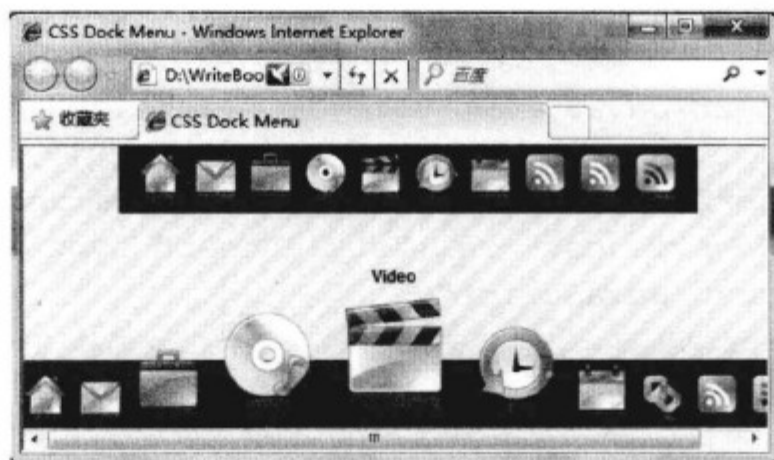 CSS Dock Menu - Windows Internet Explorer
D:\WriteBoo
百度
收藏夹
CSS Dock Menu
Video